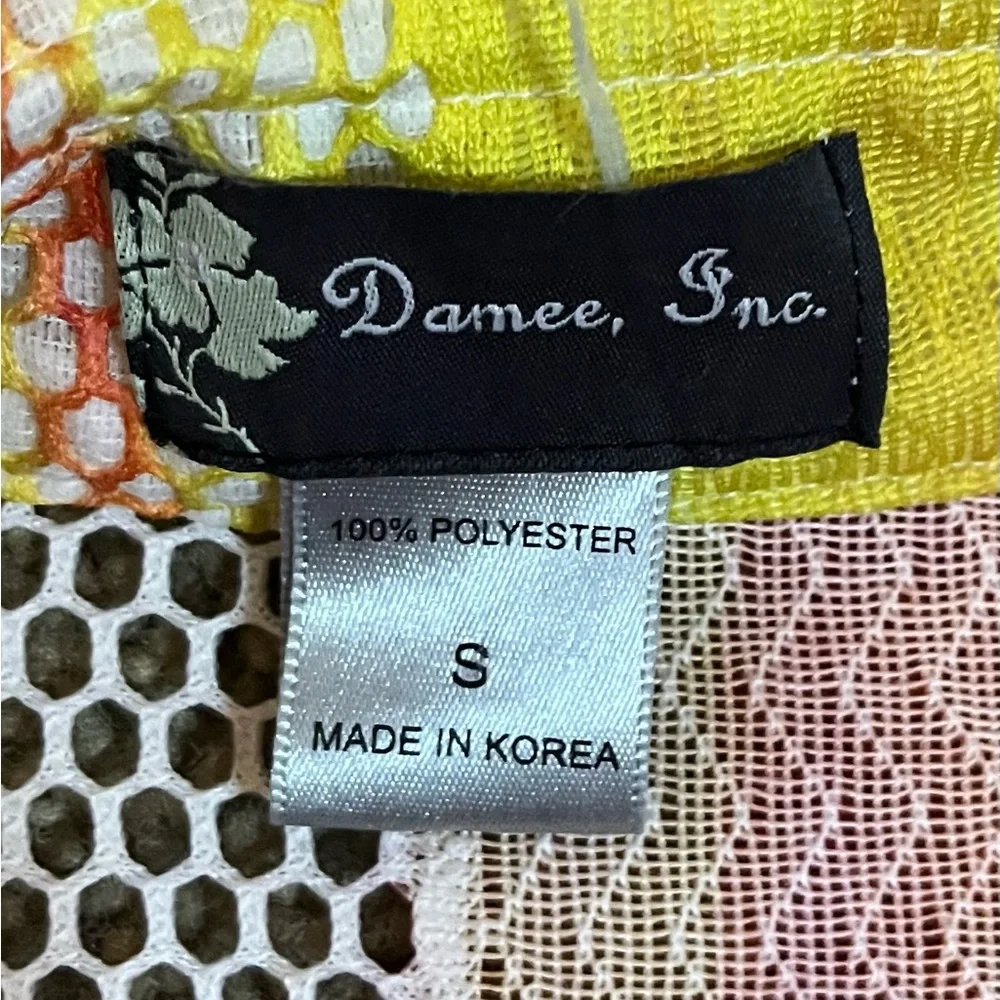 Damee, Inc.
100% POLYESTER
S
MADE IN KOREA